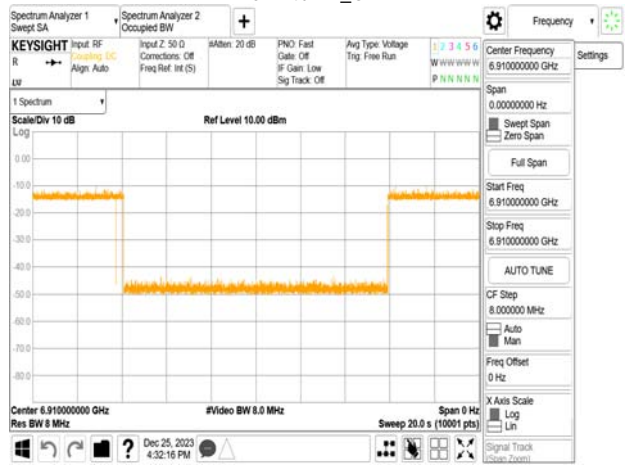 Spectrum Analyzer 1
Swept SA
Spectrum Analyzer 2
Occupied BW
+
Frequency
KEYSIGHT
R
Input: RF
Coupling: DC
Align: Auto
Input Z: 50 Ω
Corrections: Off
Freq Ref: Int (S)
#Atten: 20 dB
PNO: Fast
Gate: Off
IF Gain: Low
Sig Track: Off
Avg Type: Voltage
Trig: Free Run
1 2 3 4 5 6
W W W W W W
P N N N N N
1 Spectrum
Scale/Div 10 dB
Ref Level 10.00 dBm
Log
0.00
-10.0
-20.0
-30.0
-40.0
-50.0
-60.0
-70.0
-80.0
Center 6.910000000 GHz
#Video BW 8.0 MHz
Span 0 Hz
Res BW 8 MHz
Sweep 20.0 s (10001 pts)
Dec 25, 2023
4:32:16 PM
?
Center Frequency
6.910000000 GHz
Settings
Span
0.00000000 Hz
Swept Span
Zero Span
Full Span
Start Freq
6.910000000 GHz
Stop Freq
6.910000000 GHz
AUTO TUNE
CF Step
8.000000 MHz
Auto
Man
Freq Offset
0 Hz
X Axis Scale
Log
Lin
Signal Track
(Span Zoom)